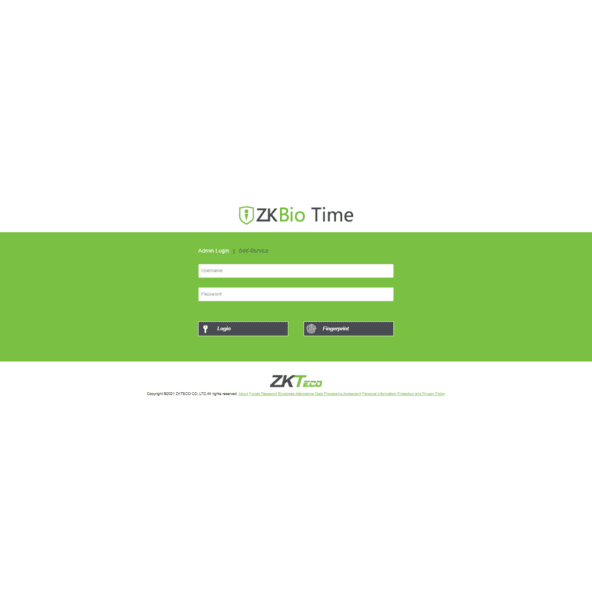 ZKBio Time
Admin Login | Self-Service
Username
Password
Login
Fingerprint
ZKTECO
Copyright ©2021 ZKTECO CO., LTD All rights reserved. About Forget Password Employee Attendance Data Processing Agreement Personal Information Protection and Privacy Policy